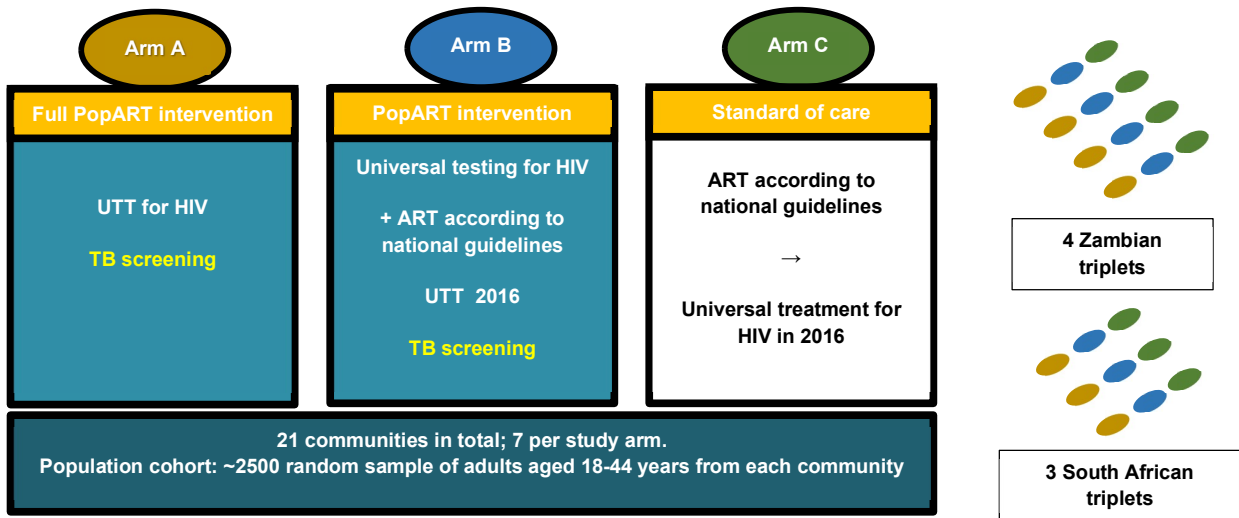 Arm A
Arm B
Arm C
Full PopART intervention
UTT for HIV
TB screening
PopART intervention
Universal testing for HIV
+ ART according to
national guidelines
UTT 2016
TB screening
Standard of care
ART according to
national guidelines
→
Universal treatment for
HIV in 2016
21 communities in total; 7 per study arm.
Population cohort: ~2500 random sample of adults aged 18-44 years from each community
4 Zambian
triplets
3 South African
triplets